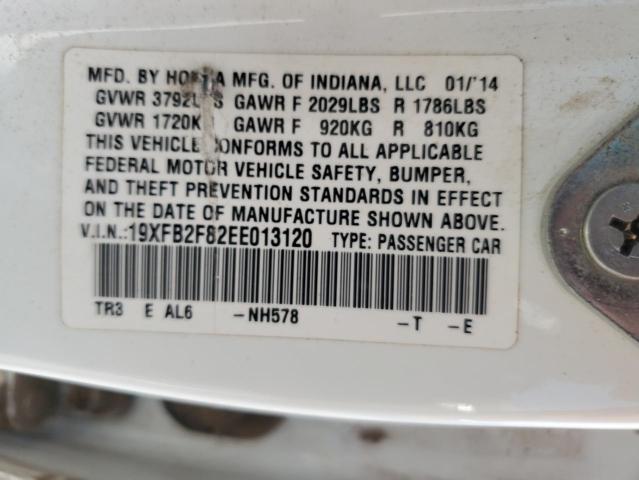 MFD. BY HONDA MFG. OF INDIANA, LLC 01/'14
GVWR 3792LBS GAWR F 2029LBS R 1786LBS
GVWR 1720KG GAWR F 920KG R 810KG
THIS VEHICLE CONFORMS TO ALL APPLICABLE
FEDERAL MOTOR VEHICLE SAFETY, BUMPER,
AND THEFT PREVENTION STANDARDS IN EFFECT
ON THE DATE OF MANUFACTURE SHOWN ABOVE.
V.I.N.:19XFB2F82EE013120 TYPE: PASSENGER CAR
TR3 E AL6 -NH578 -T -E